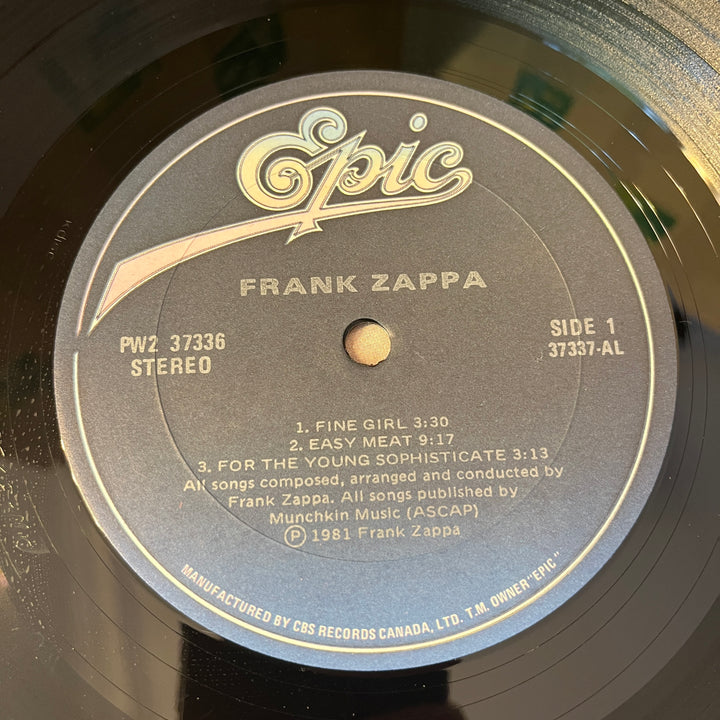 Epic
FRANK ZAPPA
PW2 37336
STEREO
SIDE 1
37337-AL
1. FINE GIRL 3:30
2. EASY MEAT 9:17
3. FOR THE YOUNG SOPHISTICATE 3:13
All songs composed, arranged and conducted by
Frank Zappa. All songs published by
Munchkin Music (ASCAP)
Ⓟ 1981 Frank Zappa
MANUFACTURED BY CBS RECORDS CANADA, LTD. T.M. OWNER "EPIC"